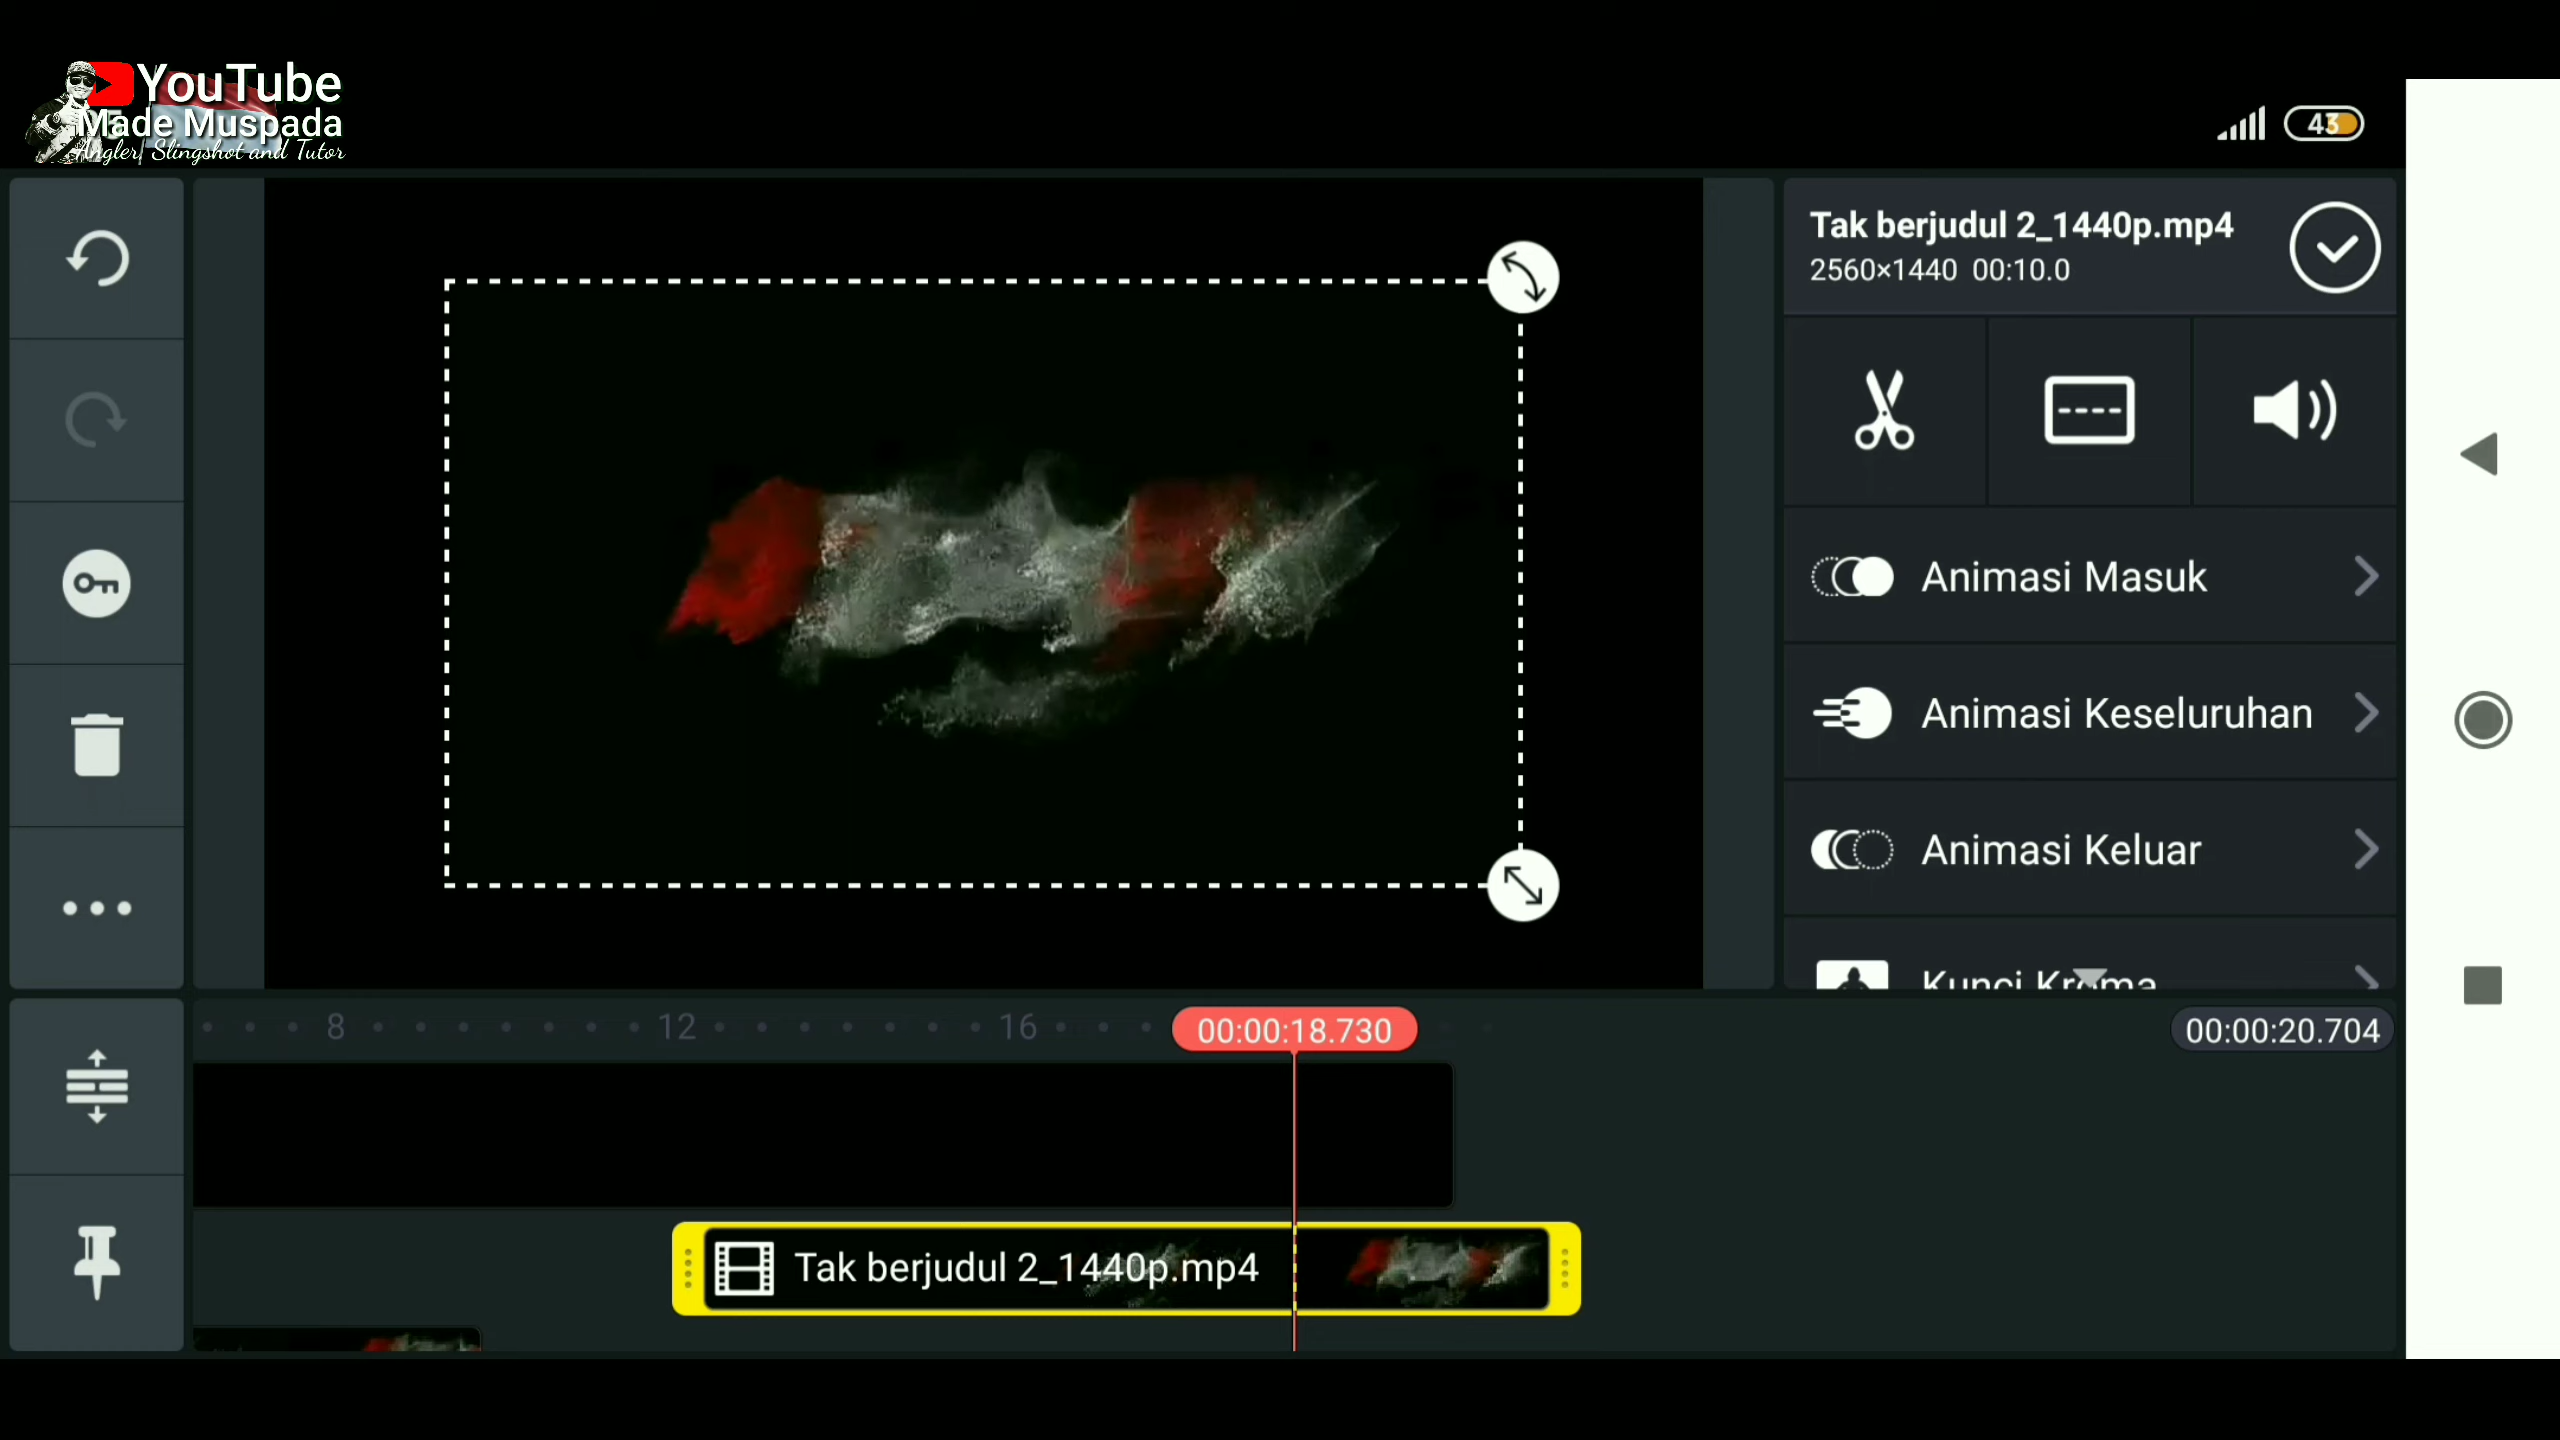 YouTube
Made Muspada
Angler, Slingshot and Tutor
43
Tak berjudul 2_1440p.mp4
2560×1440 00:10.0
Animasi Masuk
Animasi Keseluruhan
Animasi Keluar
Kunci Kroma
8 12 16 00:00:18.730 00:00:20.704
Tak berjudul 2_1440p.mp4